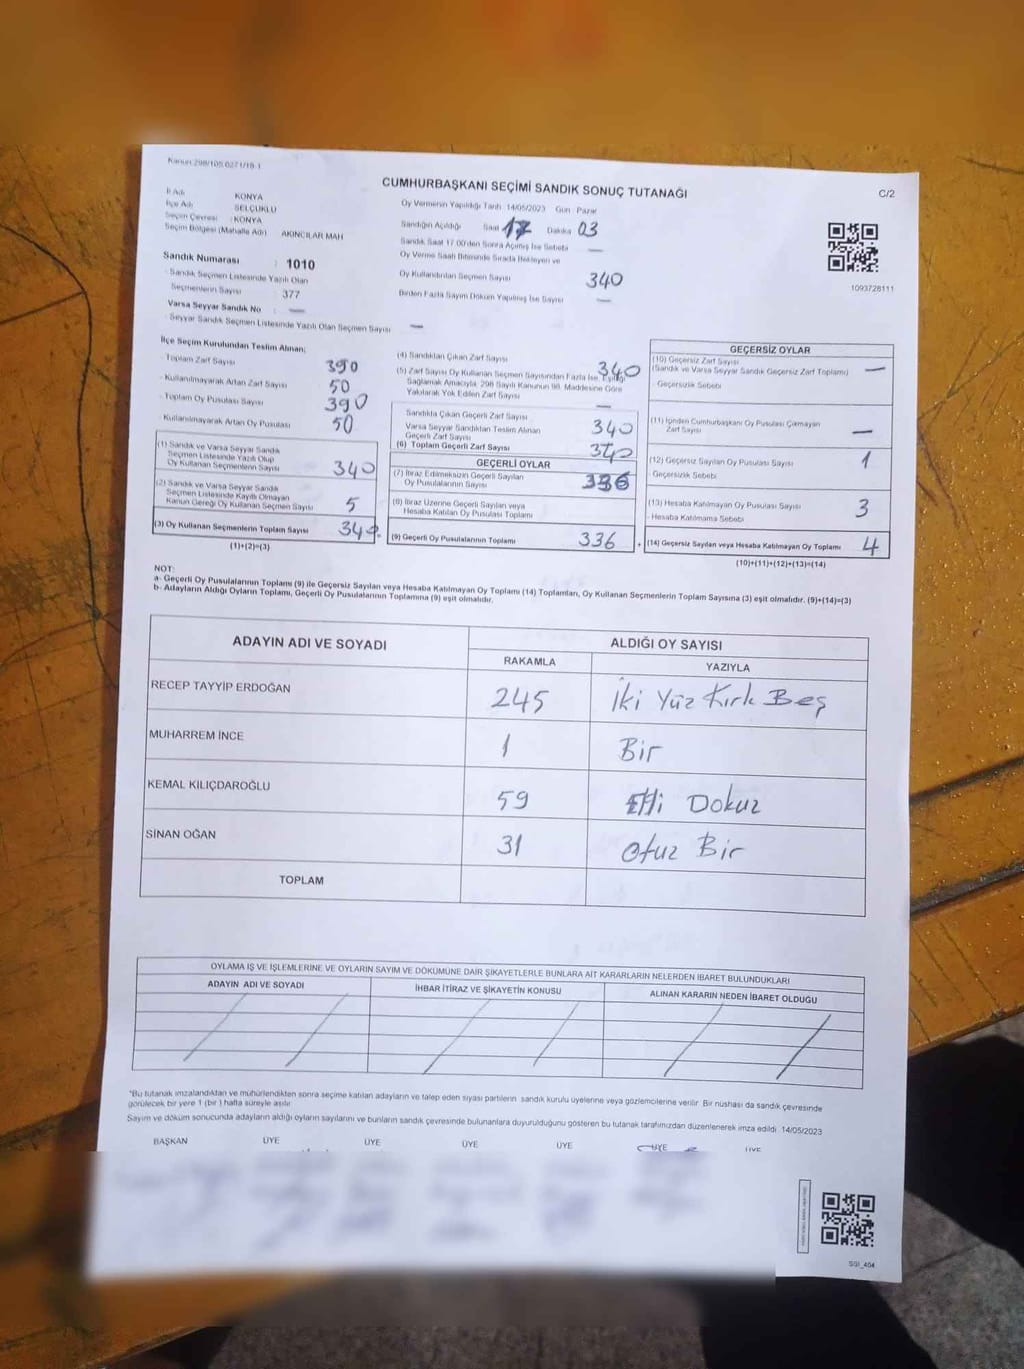 Kanun:298/105,0271/18-1
CUMHURBAŞKANI SEÇİMİ SANDIK SONUÇ TUTANAĞI
C/2
İl Adı KONYA
İlçe Adı SELÇUKLU
Seçim Çevresi : KONYA
Seçim Bölgesi (Mahalle Adı) AKINCILAR MAH
Oy Vermenin Yapıldığı Tarih 14/05/2023 Gün Pazar
Sandığın Açıldığı Saat 17 Dakika 03
Sandık Saat 17.00'den Sonra Açılmış İse Sebebi —
Oy Verme Saati Bitiminde Sırada Bekleyen ve
Oy Kullandırılan Seçmen Sayısı 340
Birden Fazla Sayım Döküm Yapılmış İse Sayısı —
1093728111
Sandık Numarası : 1010
- Sandık Seçmen Listesinde Yazılı Olan
Seçmenlerin Sayısı : 377
Varsa Seyyar Sandık No : —
- Seyyar Sandık Seçmen Listesinde Yazılı Olan Seçmen Sayısı —
İlçe Seçim Kurulundan Teslim Alınan;
- Toplam Zarf Sayısı 390
- Kullanılmayarak Artan Zarf Sayısı 50
- Toplam Oy Pusulası Sayısı 390
- Kullanılmayarak Artan Oy Pusulası 50
(1) Sandık ve Varsa Seyyar Sandık
Seçmen Listesinde Yazılı Olup
Oy Kullanan Seçmenlerin Sayısı 340
(2) Sandık ve Varsa Seyyar Sandık
Seçmen Listesinde Kayıtlı Olmayan
Kanun Gereği Oy Kullanan Seçmen Sayısı 5
(3) Oy Kullanan Seçmenlerin Toplam Sayısı 340
(1)+(2)=(3)
(4) Sandıktan Çıkan Zarf Sayısı 340
(5) Zarf Sayısı Oy Kullanan Seçmen Sayısından Fazla İse, Eşitliği
Sağlamak Amacıyla, 298 Sayılı Kanunun 98. Maddesine Göre
Yakılarak Yok Edilen Zarf Sayısı —
Sandıkta Çıkan Geçerli Zarf Sayısı 340
Varsa Seyyar Sandıktan Teslim Alınan
Geçerli Zarf Sayısı
(6) Toplam Geçerli Zarf Sayısı 340
GEÇERLİ OYLAR
(7) İtiraz Edilmeksizin Geçerli Sayılan
Oy Pusulalarının Sayısı 336
(8) İtiraz Üzerine Geçerli Sayılan veya
Hesaba Katılan Oy Pusulası Toplamı
(9) Geçerli Oy Pusulalarının Toplamı 336 +
GEÇERSİZ OYLAR
(10) Geçersiz Zarf Sayısı
(Sandık ve Varsa Seyyar Sandık Geçersiz Zarf Toplamı) —
- Geçersizlik Sebebi
(11) İçinden Cumhurbaşkanı Oy Pusulası Çıkmayan
Zarf Sayısı —
(12) Geçersiz Sayılan Oy Pusulası Sayısı 1
- Geçersizlik Sebebi
(13) Hesaba Katılmayan Oy Pusulası Sayısı 3
- Hesaba Katılmama Sebebi
(14) Geçersiz Sayılan veya Hesaba Katılmayan Oy Toplamı 4
(10)+(11)+(12)+(13)=(14)
NOT:
a- Geçerli Oy Pusulalarının Toplamı (9) ile Geçersiz Sayılan veya Hesaba Katılmayan Oy Toplamı (14) Toplamları, Oy Kullanan Seçmenlerin Toplam Sayısına (3) eşit olmalıdır. (9)+(14)=(3)
b- Adayların Aldığı Oyların Toplamı, Geçerli Oy Pusulalarının Toplamına (9) eşit olmalıdır.
ADAYIN ADI VE SOYADI ALDIĞI OY SAYISI
RAKAMLA YAZIYLA
RECEP TAYYİP ERDOĞAN 245 İki Yüz Kırk Beş
MUHARREM İNCE 1 Bir
KEMAL KILIÇDAROĞLU 59 Elli Dokuz
SİNAN OĞAN 31 Otuz Bir
TOPLAM
OYLAMA İŞ VE İŞLEMLERİNE VE OYLARIN SAYIM VE DÖKÜMÜNE DAİR ŞİKAYETLERLE BUNLARA AİT KARARLARIN NELERDEN İBARET BULUNDUKLARI
ADAYIN ADI VE SOYADI İHBAR İTİRAZ VE ŞİKAYETİN KONUSU ALINAN KARARIN NEDEN İBARET OLDUĞU
*Bu tutanak imzalandıktan ve mühürlendikten sonra seçime katılan adayların ve talep eden siyasi partilerin sandık kurulu üyelerine veya gözlemcilerine verilir. Bir nüshası da sandık çevresinde
görülecek bir yere 1 (bir) hafta süreyle asılır.
Sayım ve döküm sonucunda adayların aldığı oyların sayılarını ve bunların sandık çevresinde bulunanlara duyurulduğunu gösteren bu tutanak tarafımızdan düzenlenerek imza edildi. 14/05/2023
BAŞKAN ÜYE ÜYE ÜYE ÜYE ÜYE ÜYE
SSI_404